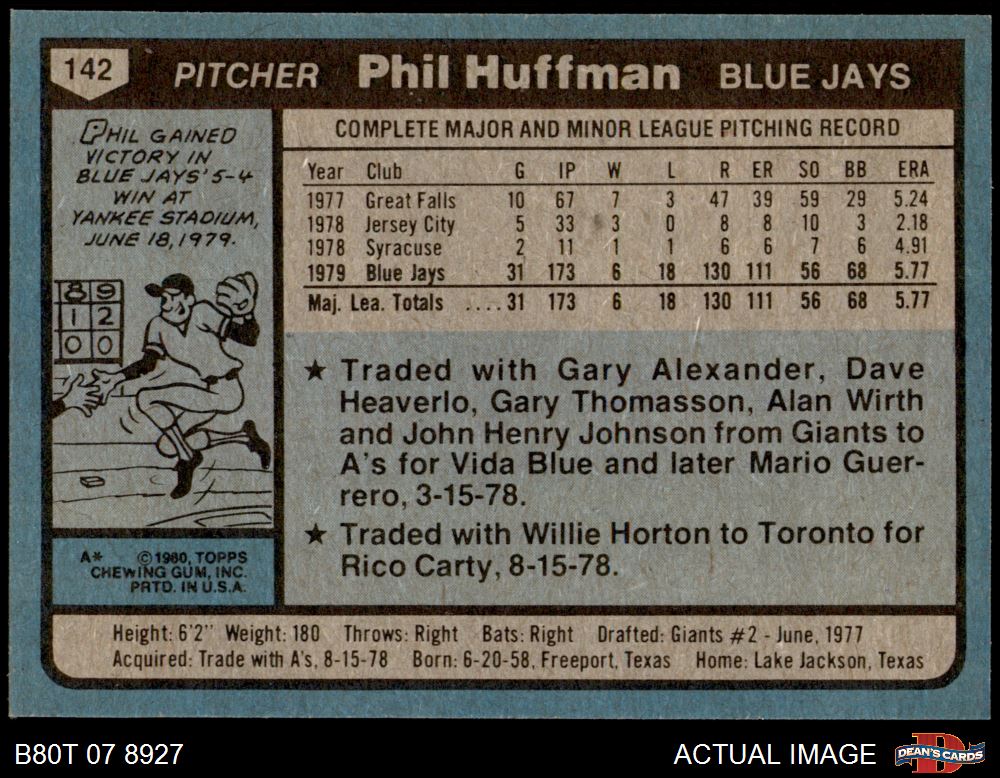 142 PITCHER Phil Huffman BLUE JAYS
PHIL GAINED
VICTORY IN
BLUE JAYS' 5-4
WIN AT
YANKEE STADIUM,
JUNE 18, 1979.
8 9
1 2
0 0
A* ©1980, TOPPS
CHEWING GUM, INC.
PRTD. IN U.S.A.
COMPLETE MAJOR AND MINOR LEAGUE PITCHING RECORD
Year Club G IP W L R ER SO BB ERA
1977 Great Falls 10 67 7 3 47 39 59 29 5.24
1978 Jersey City 5 33 3 0 8 8 10 3 2.18
1978 Syracuse 2 11 1 1 6 6 7 6 4.91
1979 Blue Jays 31 173 6 18 130 111 56 68 5.77
Maj. Lea. Totals ....31 173 6 18 130 111 56 68 5.77
★ Traded with Gary Alexander, Dave
Heaverlo, Gary Thomasson, Alan Wirth
and John Henry Johnson from Giants to
A's for Vida Blue and later Mario Guer-
rero, 3-15-78.
★ Traded with Willie Horton to Toronto for
Rico Carty, 8-15-78.
Height: 6'2" Weight: 180 Throws: Right Bats: Right Drafted: Giants #2 - June, 1977
Acquired: Trade with A's, 8-15-78 Born: 6-20-58, Freeport, Texas Home: Lake Jackson, Texas
B80T 07 8927 ACTUAL IMAGE DEAN'S CARDS